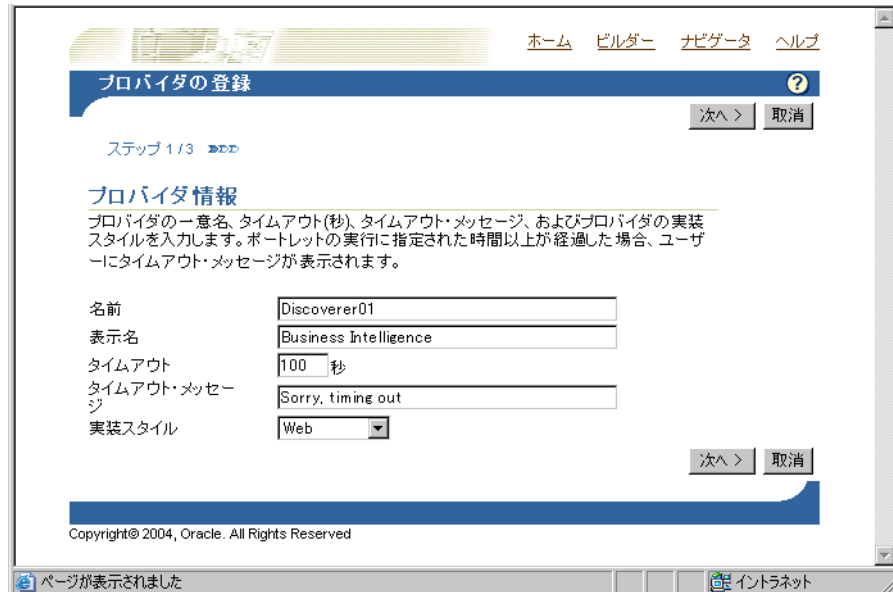 ホーム ビルダー ナビゲータ ヘルプ
プロバイダの登録 ?
次へ > 取消
ステップ 1/3
プロバイダ情報
プロバイダの一意名、タイムアウト(秒)、タイムアウト・メッセージ、およびプロバイダの実装
スタイルを入力します。ポートレットの実行に指定された時間以上が経過した場合、ユーザ
ーにタイムアウト・メッセージが表示されます。
名前 Discoverer01
表示名 Business Intelligence
タイムアウト 100 秒
タイムアウト・メッセー
ジ Sorry, timing out
実装スタイル Web
次へ > 取消
Copyright© 2004, Oracle. All Rights Reserved
ページが表示されました イントラネット